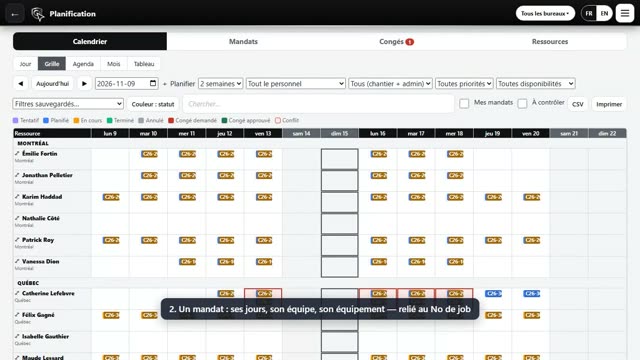 Planification
Tous les bureaux
FR EN
Calendrier Mandats Congés 1 Ressources
Jour Grille Agenda Mois Tableau
Aujourd'hui 2026-11-09 + Planifier 2 semaines Tout le personnel Tous (chantier + admin) Toutes priorités Toutes disponibilités
Filtres sauvegardés... Couleur : statut Chercher... Mes mandats À contrôler CSV Imprimer
Tentatif Planifié En cours Terminé Annulé Congé demandé Congé approuvé Conflit
Ressource lun 9 mar 10 mer 11 jeu 12 ven 13 sam 14 dim 15 lun 16 mar 17 mer 18 jeu 19 ven 20 sam 21 dim 22
MONTRÉAL
Émilie Fortin
Montréal
Jonathan Pelletier
Montréal
Karim Haddad
Montréal
Nathalie Côté
Montréal
Patrick Roy
Montréal
Vanessa Dion
Montréal
QUÉBEC
Catherine Lefebvre
Québec
Félix Gagné
Québec
Isabelle Gauthier
Québec
Maude Lessard
2. Un mandat : ses jours, son équipe, son équipement — relié au No de job